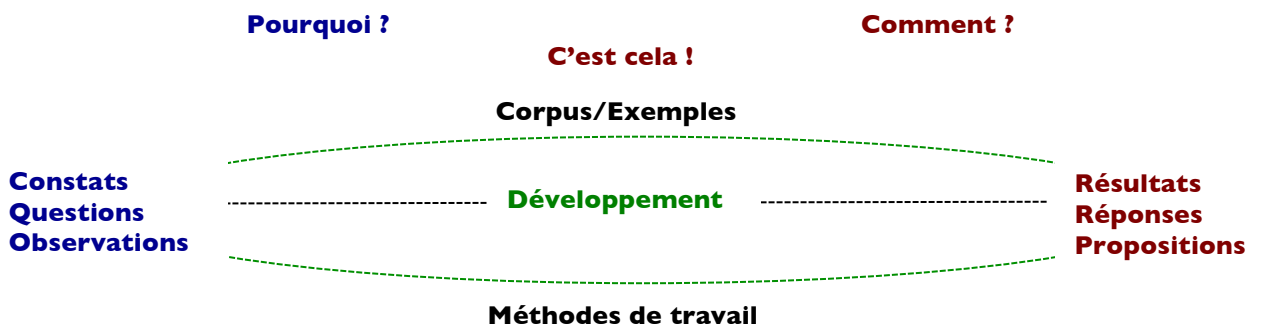 Pourquoi ?
Comment ?
C’est cela !
Corpus/Exemples
Constats
Questions
Observations
Développement
Résultats
Réponses
Propositions
Méthodes de travail